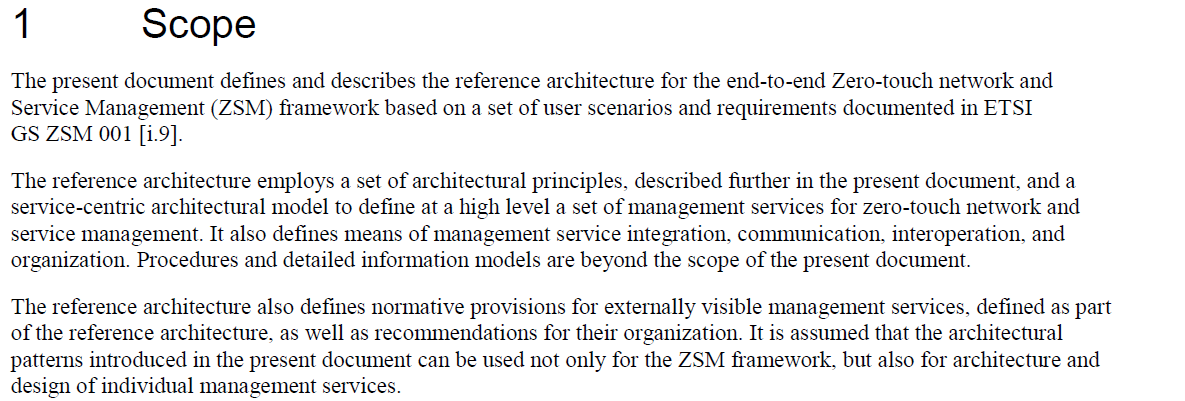 1 Scope
The present document defines and describes the reference architecture for the end-to-end Zero-touch network and
Service Management (ZSM) framework based on a set of user scenarios and requirements documented in ETSI
GS ZSM 001 [i.9].
The reference architecture employs a set of architectural principles, described further in the present document, and a
service-centric architectural model to define at a high level a set of management services for zero-touch network and
service management. It also defines means of management service integration, communication, interoperation, and
organization. Procedures and detailed information models are beyond the scope of the present document.
The reference architecture also defines normative provisions for externally visible management services, defined as part
of the reference architecture, as well as recommendations for their organization. It is assumed that the architectural
patterns introduced in the present document can be used not only for the ZSM framework, but also for architecture and
design of individual management services.